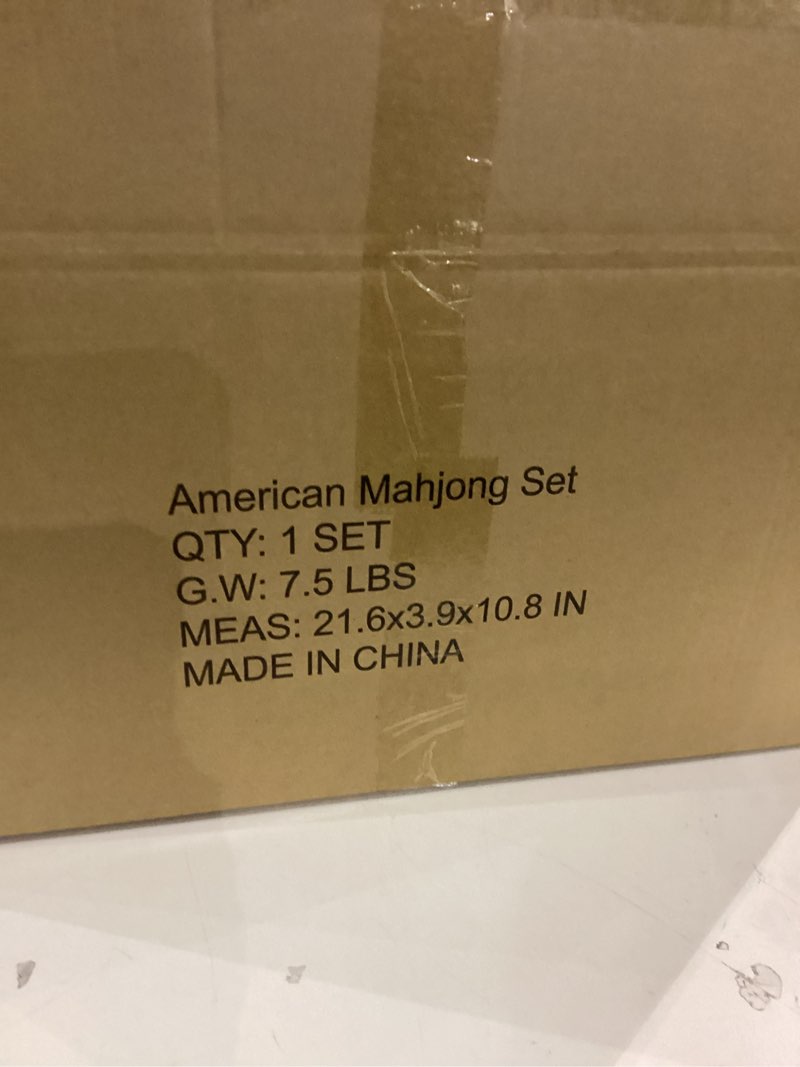 American Mahjong Set
QTY: 1 SET
G.W: 7.5 LBS
MEAS: 21.6x3.9x10.8 IN
MADE IN CHINA